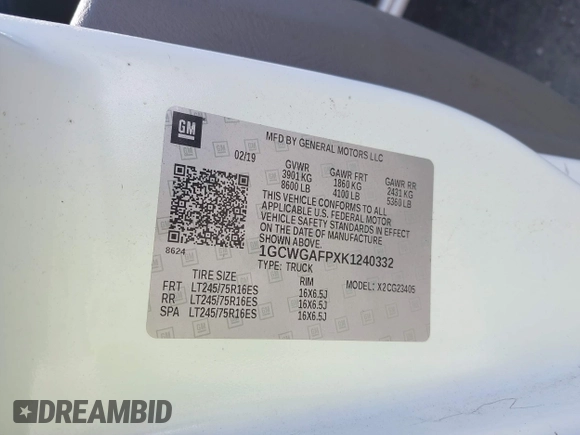 GM
MFD BY GENERAL MOTORS LLC
02/19
GVWR GAWR FRT GAWR RR
3901 KG 1860 KG 2431 KG
8600 LB 4100 LB 5360 LB
THIS VEHICLE CONFORMS TO ALL
APPLICABLE U.S. FEDERAL MOTOR
VEHICLE SAFETY STANDARDS IN
EFFECT ON THE DATE OF
MANUFACTURE SHOWN ABOVE.
1GCWGAFPXK1240332
8624
TYPE: TRUCK
MODEL: X2CG23405
TIRE SIZE RIM
FRT LT245/75R16ES 16X6.5J
RR LT245/75R16ES 16X6.5J
SPA LT245/75R16ES 16X6.5J
DREAMBID